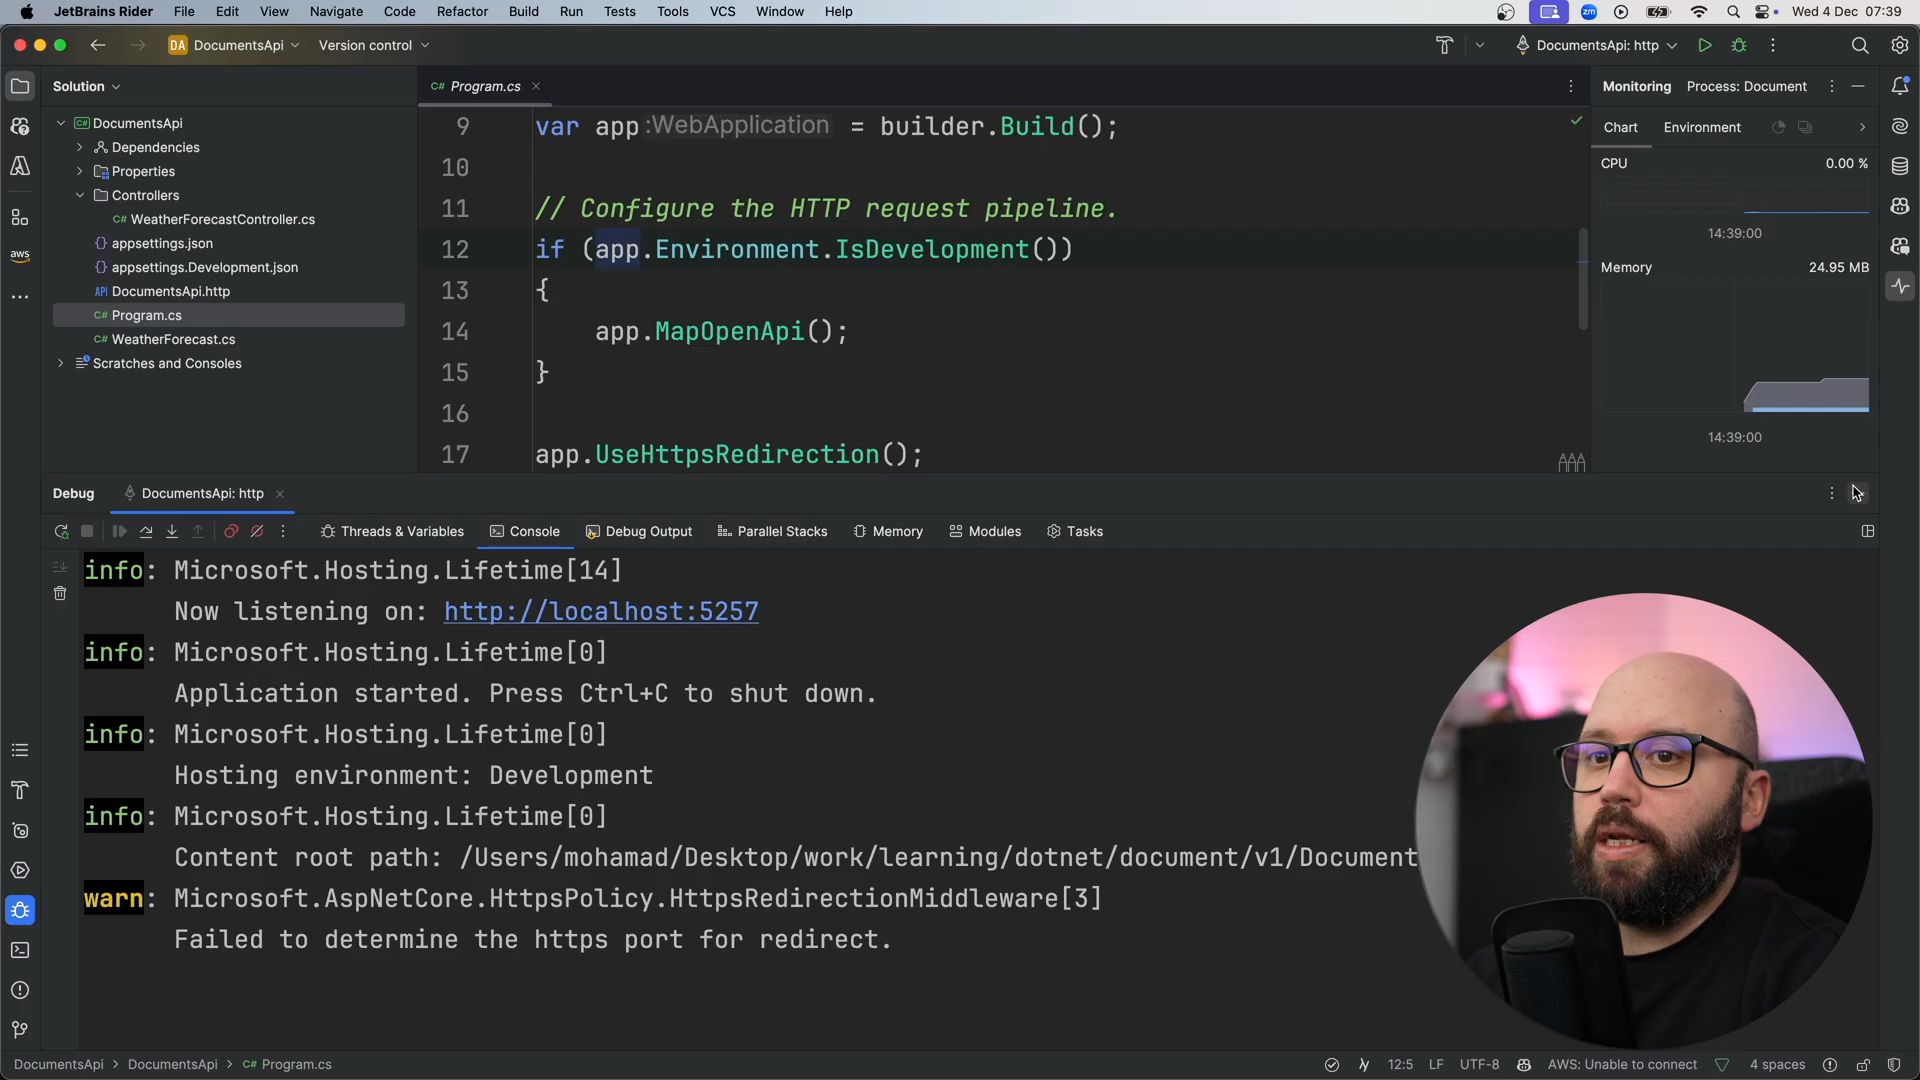 JetBrains Rider File Edit View Navigate Code Refactor Build Run Tests Tools VCS Window Help zm Wed 4 Dec 07:39
DA DocumentsApi Version control DocumentsApi: http
Solution
DocumentsApi
Dependencies
Properties
Controllers
C# WeatherForecastController.cs
{} appsettings.json
{} appsettings.Development.json
API DocumentsApi.http
C# Program.cs
C# WeatherForecast.cs
Scratches and Consoles
aws
C# Program.cs
9 var app :WebApplication = builder.Build();
10
11 // Configure the HTTP request pipeline.
12 if (app.Environment.IsDevelopment())
13 {
14 app.MapOpenApi();
15 }
16
17 app.UseHttpsRedirection();
Monitoring Process: Document
Chart Environment
CPU 0.00 %
14:39:00
Memory 24.95 MB
14:39:00
Debug DocumentsApi: http
Threads & Variables Console Debug Output Parallel Stacks Memory Modules Tasks
info: Microsoft.Hosting.Lifetime[14]
Now listening on: http://localhost:5257
info: Microsoft.Hosting.Lifetime[0]
Application started. Press Ctrl+C to shut down.
info: Microsoft.Hosting.Lifetime[0]
Hosting environment: Development
info: Microsoft.Hosting.Lifetime[0]
Content root path: /Users/mohamad/Desktop/work/learning/dotnet/document/v1/Document
warn: Microsoft.AspNetCore.HttpsPolicy.HttpsRedirectionMiddleware[3]
Failed to determine the https port for redirect.
DocumentsApi > DocumentsApi > C# Program.cs 12:5 LF UTF-8 AWS: Unable to connect 4 spaces